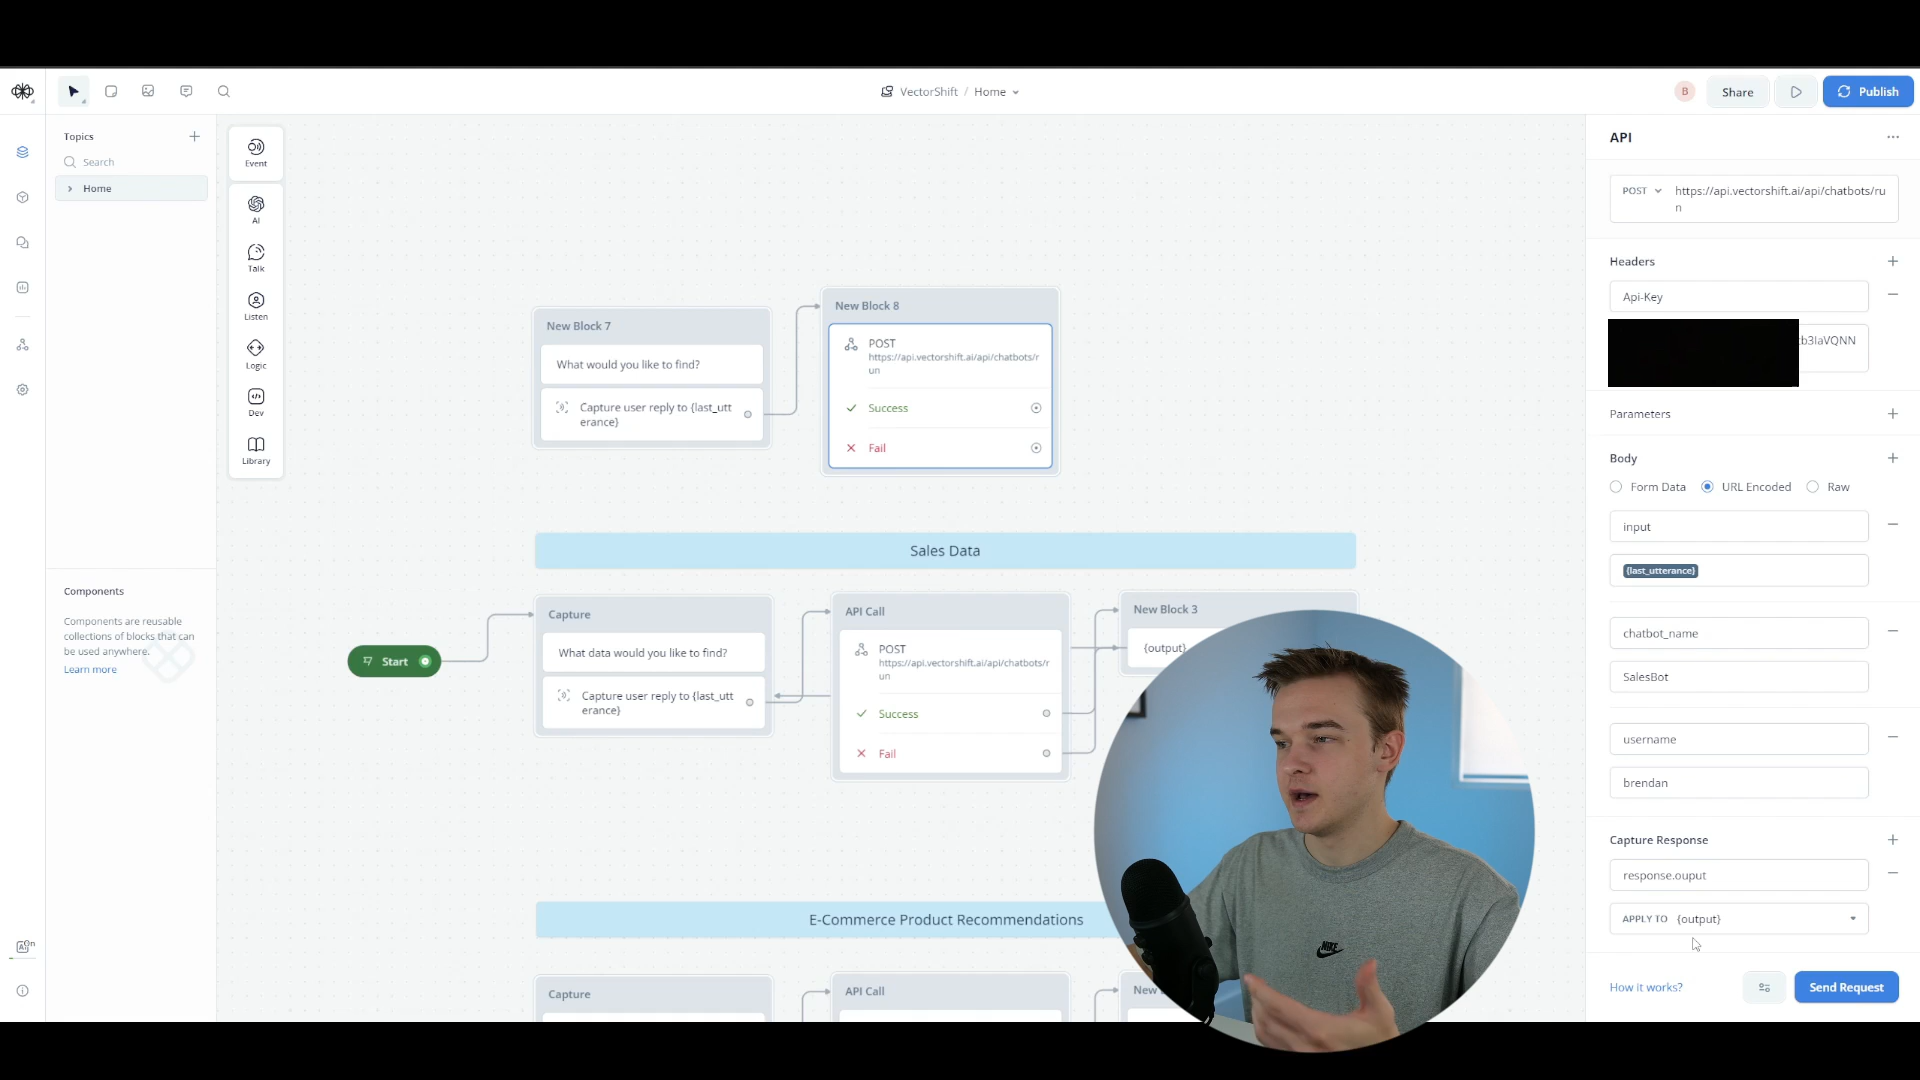 VectorShift / Home
B
Share
Publish
Topics
Search
Home
Components
Components are reusable
collections of blocks that can
be used anywhere.
Learn more
Event
AI
Talk
Listen
Logic
Dev
Library
New Block 7
What would you like to find?
Capture user reply to {last_utt
erance}
New Block 8
POST
https://api.vectorshift.ai/api/chatbots/r
un
Success
Fail
Sales Data
Start
Capture
What data would you like to find?
Capture user reply to {last_utt
erance}
API Call
POST
https://api.vectorshift.ai/api/chatbots/r
un
Success
Fail
New Block 3
{output}
E-Commerce Product Recommendations
Capture
API Call
New
NIKE
API
POST
https://api.vectorshift.ai/api/chatbots/ru
n
Headers
Api-Key
b3IaVQNN
Parameters
Body
Form Data
URL Encoded
Raw
input
{last_utterance}
chatbot_name
SalesBot
username
brendan
Capture Response
response.ouput
APPLY TO {output}
How it works?
Send Request